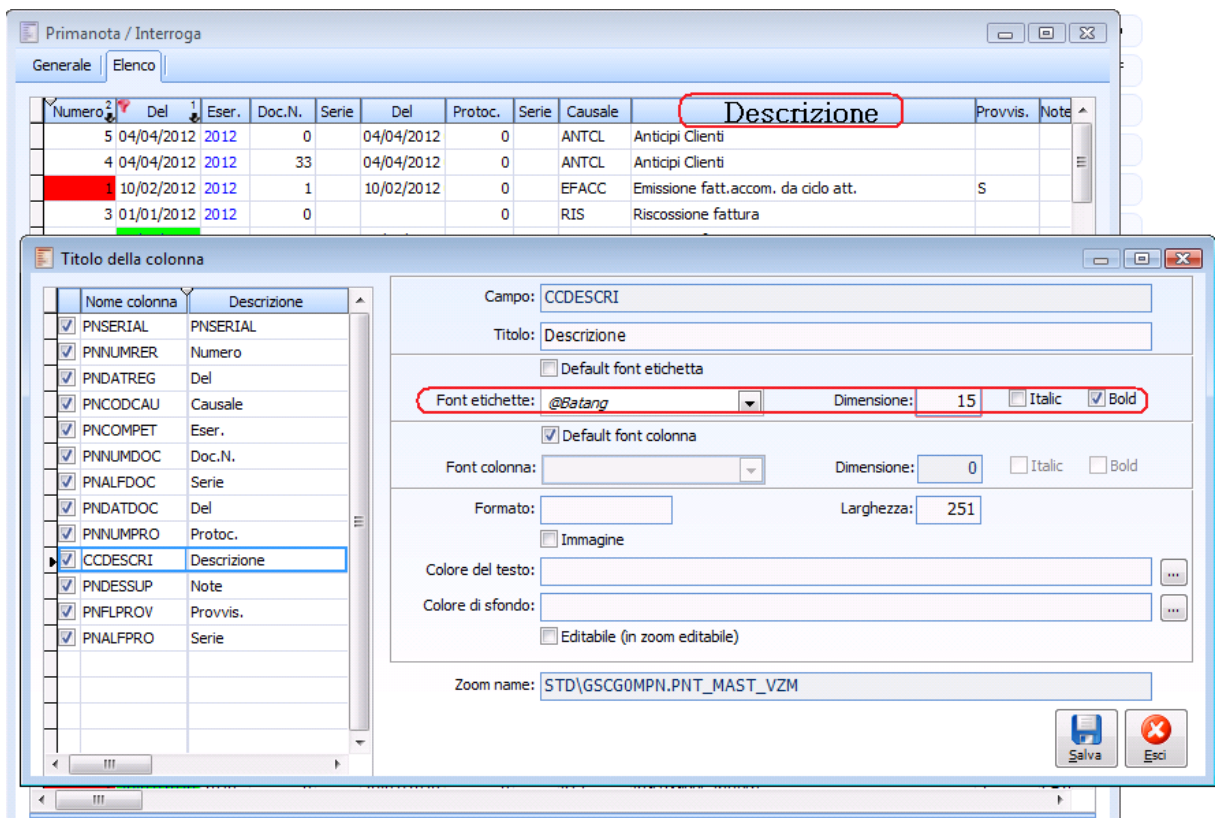 Primanota / Interroga
Generale Elenco
Numero 2 Del 1 Eser. Doc.N. Serie Del Protoc. Serie Causale Descrizione Provvis. Note
5 04/04/2012 2012 0 04/04/2012 0 ANTCL Anticipi Clienti
4 04/04/2012 2012 33 04/04/2012 0 ANTCL Anticipi Clienti
1 10/02/2012 2012 1 10/02/2012 0 EFACC Emissione fatt.accom. da ciclo att. S
3 01/01/2012 2012 0 0 RIS Riscossione fattura
Titolo della colonna
Nome colonna Descrizione
PNSERIAL PNSERIAL
PNNUMRER Numero
PNDATREG Del
PNCODCAU Causale
PNCOMPET Eser.
PNNUMDOC Doc.N.
PNALFDOC Serie
PNDATDOC Del
PNNUMPRO Protoc.
CCDESCRI Descrizione
PNDESSUP Note
PNFLPROV Provvis.
PNALFPRO Serie
Campo: CCDESCRI
Titolo: Descrizione
Default font etichetta
Font etichette: @Batang Dimensione: 15 Italic Bold
Default font colonna
Font colonna: Dimensione: 0 Italic Bold
Formato: Larghezza: 251
Immagine
Colore del testo: ...
Colore di sfondo: ...
Editabile (in zoom editabile)
Zoom name: STD\GSCG0MPN.PNT_MAST_VZM
Salva Esci